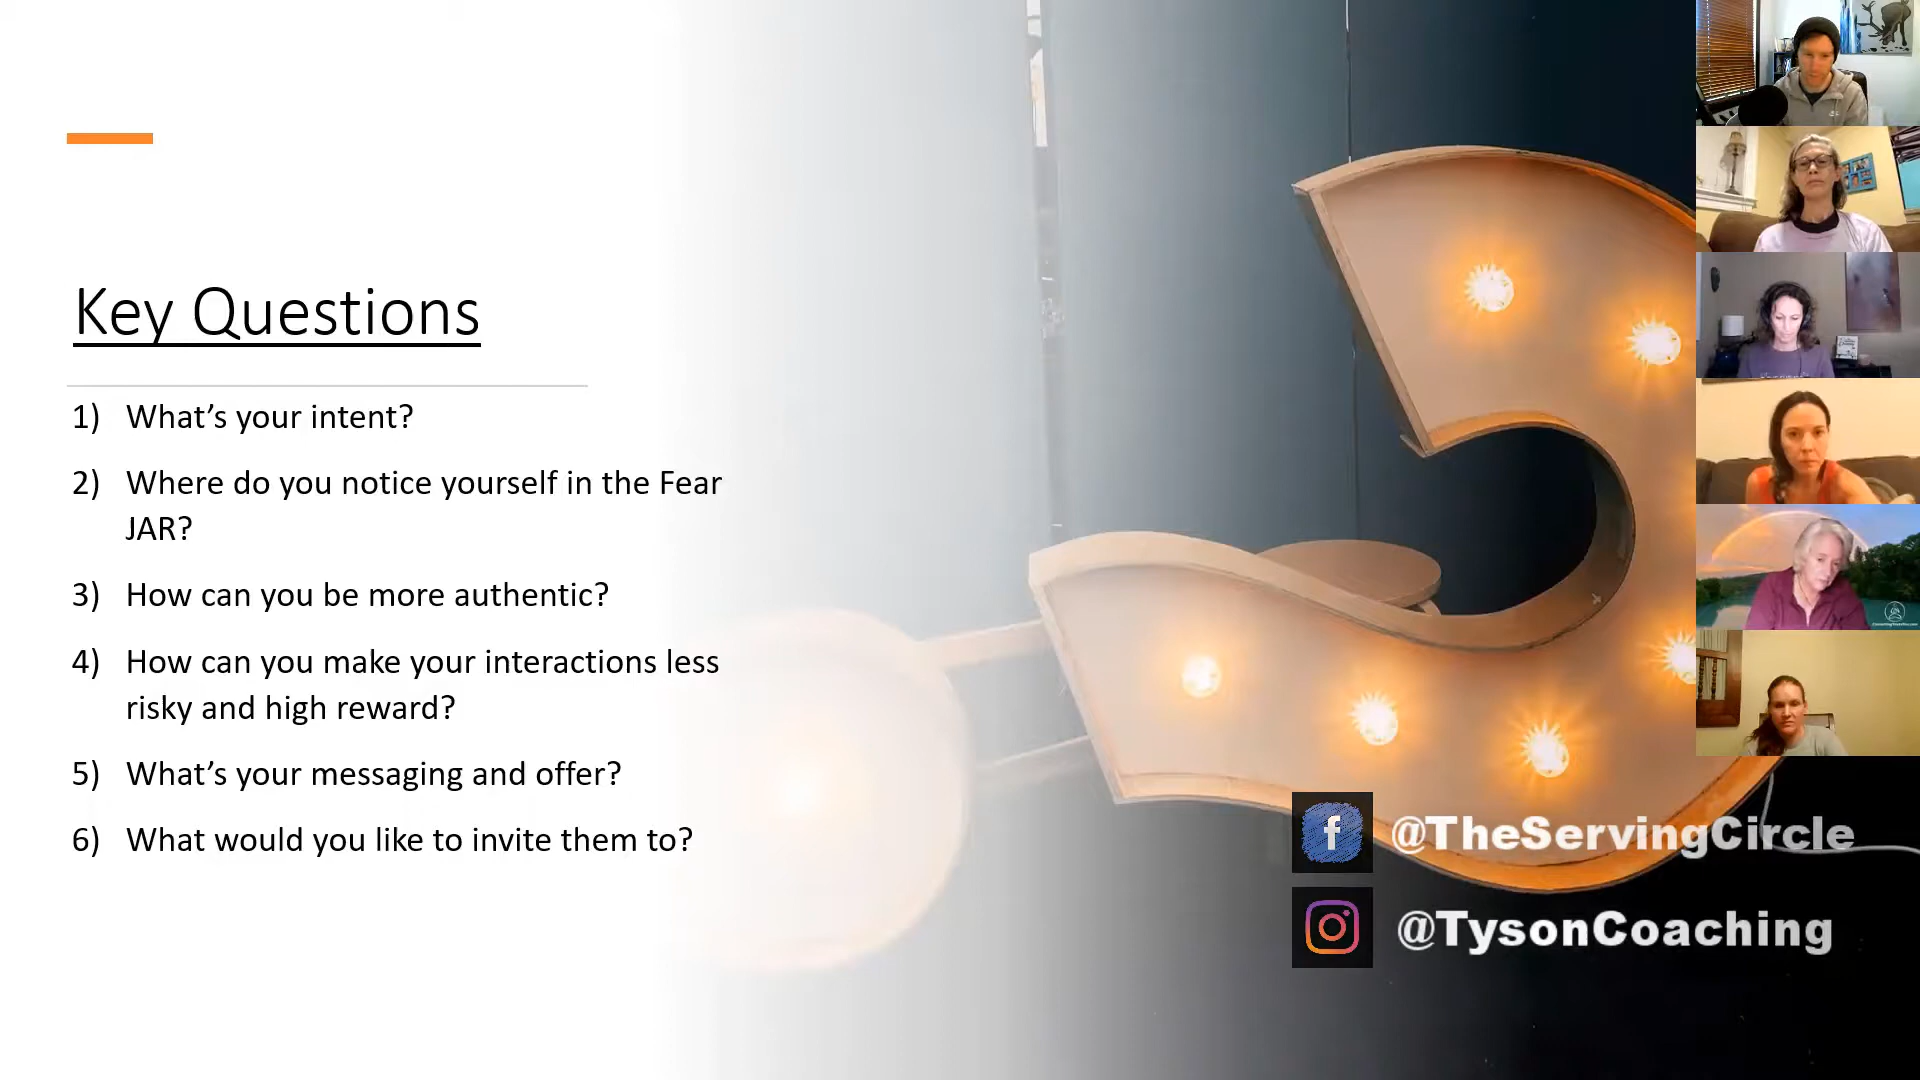 Key Questions
1) What's your intent?
2) Where do you notice yourself in the Fear
JAR?
3) How can you be more authentic?
4) How can you make your interactions less
risky and high reward?
5) What's your messaging and offer?
6) What would you like to invite them to?
@TheServingCircle
@TysonCoaching